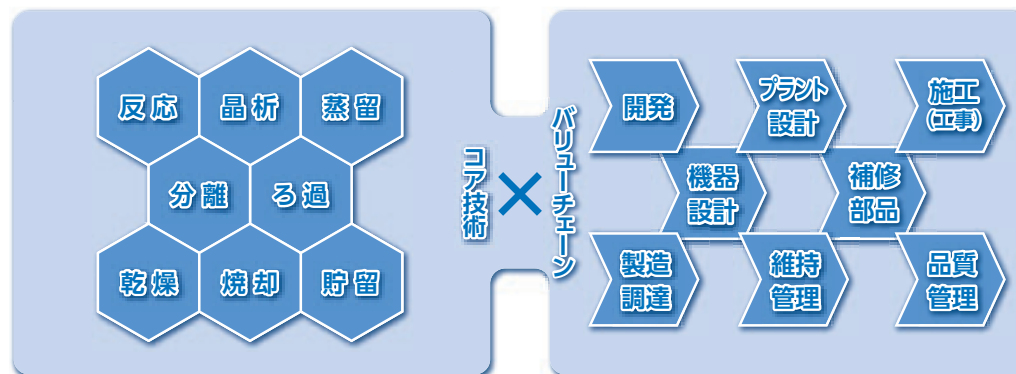 反応
晶析
蒸留
分離
ろ過
乾燥
焼却
貯留
コア技術
×
バリューチェーン
開発
プラント
設計
施工
(工事)
機器
設計
補修
部品
製造
調達
維持
管理
品質
管理